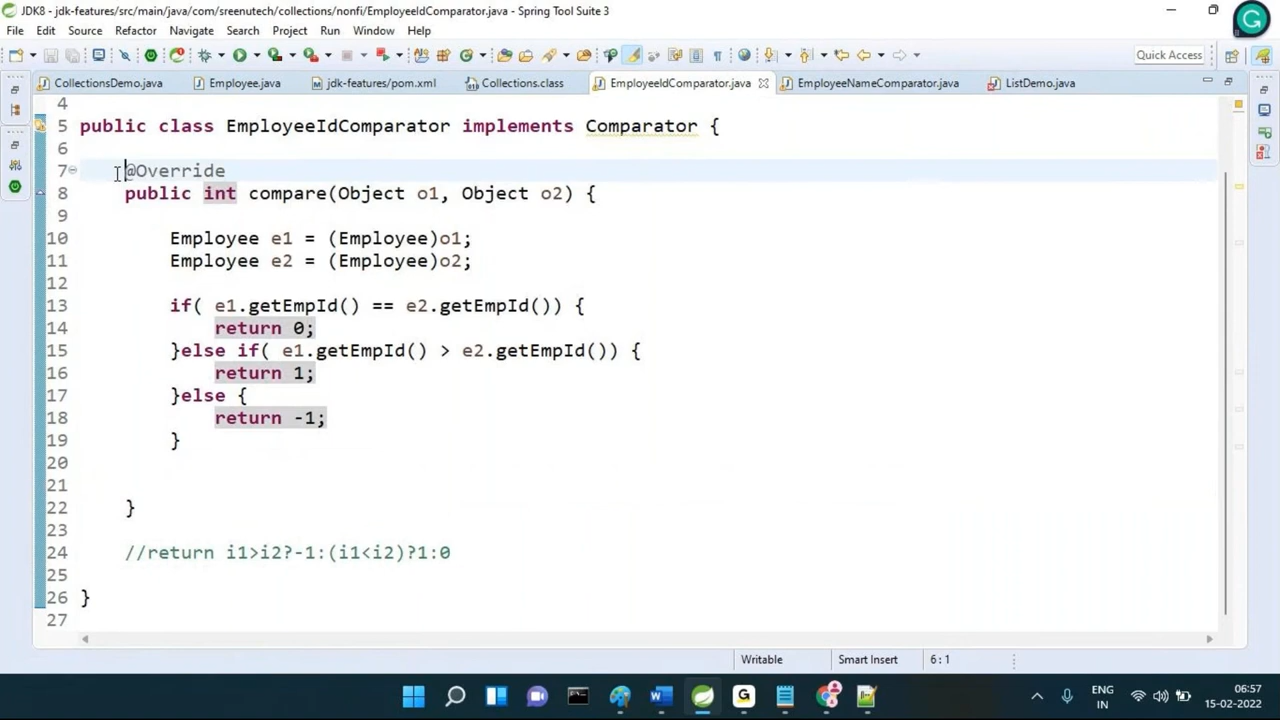 JDK8 - jdk-features/src/main/java/com/sreenutech/collections/nonfi/EmployeeIdComparator.java - Spring Tool Suite 3
File Edit Source Refactor Navigate Search Project Run Window Help
Quick Access
CollectionsDemo.java Employee.java jdk-features/pom.xml Collections.class EmployeeIdComparator.java EmployeeNameComparator.java ListDemo.java
4
5 public class EmployeeIdComparator implements Comparator {
6
7 @Override
8 public int compare(Object o1, Object o2) {
9
10 Employee e1 = (Employee)o1;
11 Employee e2 = (Employee)o2;
12
13 if( e1.getEmpId() == e2.getEmpId()) {
14 return 0;
15 }else if( e1.getEmpId() > e2.getEmpId()) {
16 return 1;
17 }else {
18 return -1;
19 }
20
21
22 }
23
24 //return i1>i2?-1:(i1<i2)?1:0
25
26 }
27
Writable Smart Insert 6 : 1
ENG
IN
06:57
15-02-2022